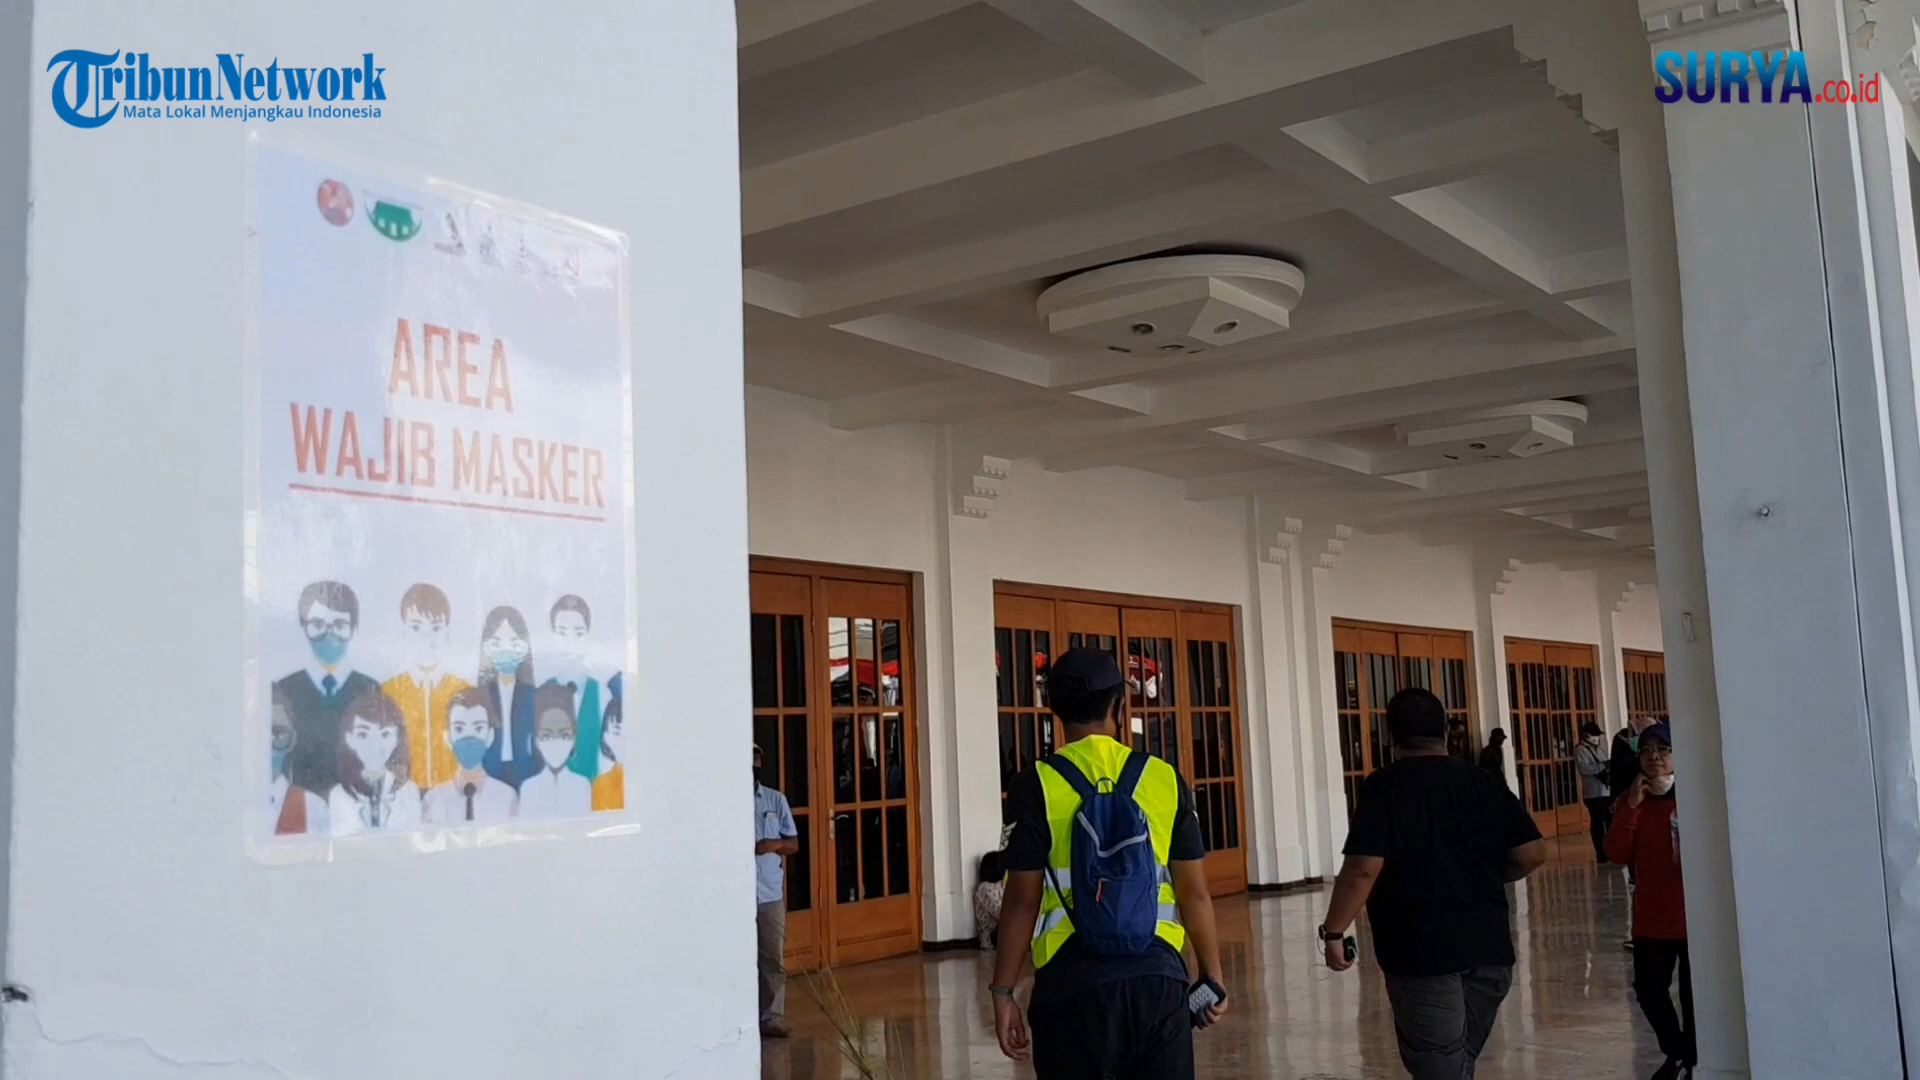 TribunNetwork
Mata Lokal Menjangkau Indonesia
SURYA.co.id
AREA
WAJIB MASKER